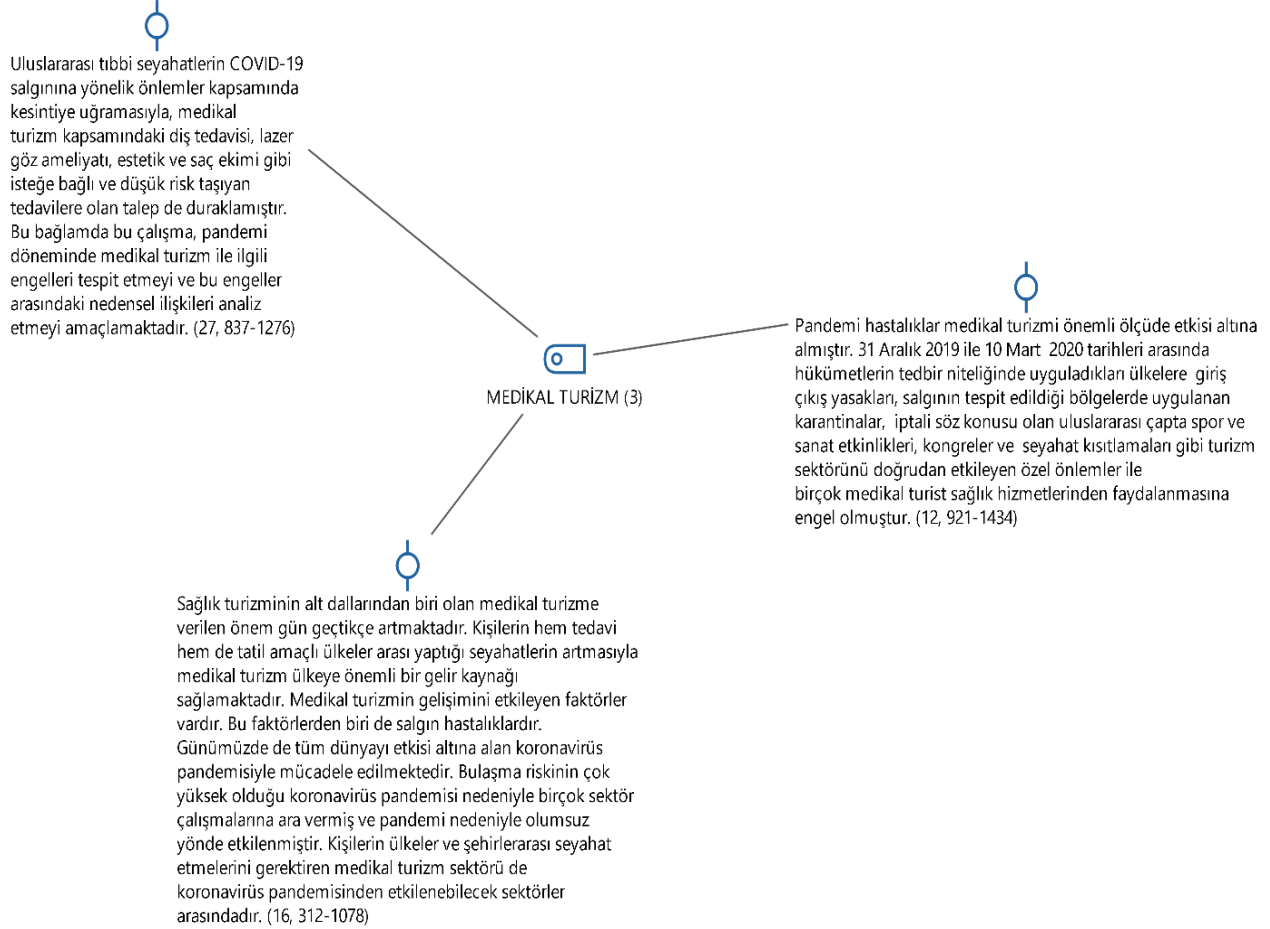 Uluslararası tıbbi seyahatlerin COVID-19
salgınına yönelik önlemler kapsamında
kesintiye uğramasıyla, medikal
turizm kapsamındaki diş tedavisi, lazer
göz ameliyatı, estetik ve saç ekimi gibi
isteğe bağlı ve düşük risk taşıyan
tedavilere olan talep de duraklamıştır.
Bu bağlamda bu çalışma, pandemi
döneminde medikal turizm ile ilgili
engelleri tespit etmeyi ve bu engeller
arasındaki nedensel ilişkileri analiz
etmeyi amaçlamaktadır. (27, 837-1276)
Pandemi hastalıklar medikal turizmi önemli ölçüde etkisi altına
almıştır. 31 Aralık 2019 ile 10 Mart 2020 tarihleri arasında
hükümetlerin tedbir niteliğinde uyguladıkları ülkelere giriş
çıkış yasakları, salgının tespit edildiği bölgelerde uygulanan
karantinalar, iptali söz konusu olan uluslararası çapta spor ve
sanat etkinlikleri, kongreler ve seyahat kısıtlamaları gibi turizm
sektörünü doğrudan etkileyen özel önlemler ile
birçok medikal turist sağlık hizmetlerinden faydalanmasına
engel olmuştur. (12, 921-1434)
MEDİKAL TURİZM (3)
Sağlık turizminin alt dallarından biri olan medikal turizme
verilen önem gün geçtikçe artmaktadır. Kişilerin hem tedavi
hem de tatil amaçlı ülkeler arası yaptığı seyahatlerin artmasıyla
medikal turizm ülkeye önemli bir gelir kaynağı
sağlamaktadır. Medikal turizmin gelişimini etkileyen faktörler
vardır. Bu faktörlerden biri de salgın hastalıklardır.
Günümüzde de tüm dünyayı etkisi altına alan koronavirüs
pandemisiyle mücadele edilmektedir. Bulaşma riskinin çok
yüksek olduğu koronavirüs pandemisi nedeniyle birçok sektör
çalışmalarına ara vermiş ve pandemi nedeniyle olumsuz
yönde etkilenmiştir. Kişilerin ülkeler ve şehirlerarası seyahat
etmelerini gerektiren medikal turizm sektörü de
koronavirüs pandemisinden etkilenebilecek sektörler
arasındadır. (16, 312-1078)